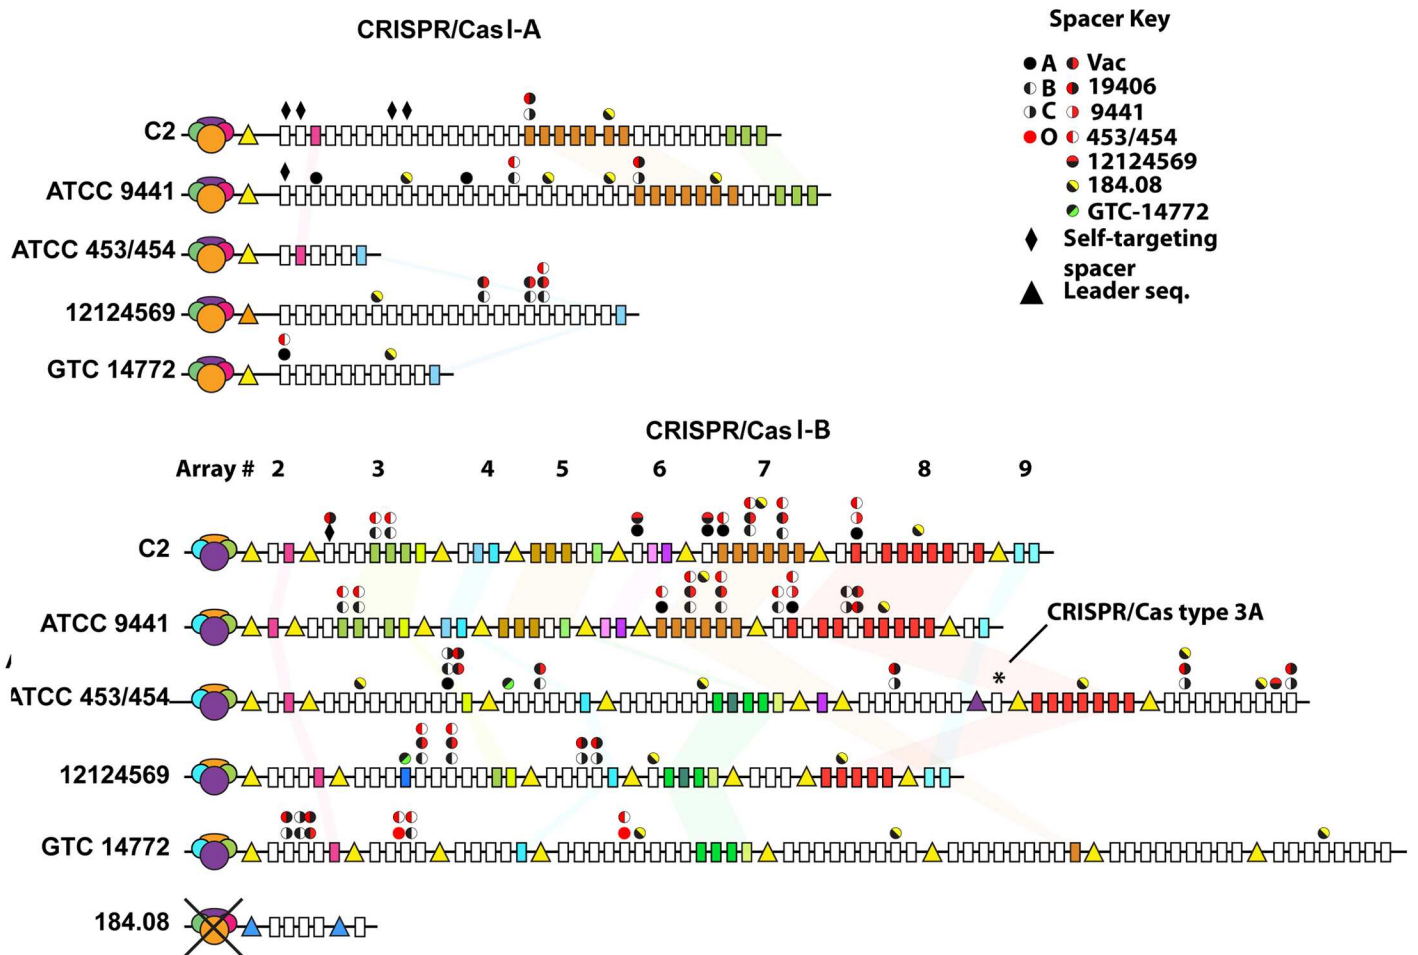 CRISPR/Cas I-A
Spacer Key
A Vac
B 19406
C 9441
O 453/454
12124569
184.08
GTC-14772
Self-targeting
spacer
Leader seq.
C2
ATCC 9441
ATCC 453/454
12124569
GTC 14772
CRISPR/Cas I-B
Array # 2 3 4 5 6 7 8 9
C2
ATCC 9441
CRISPR/Cas type 3A
*
ATCC 453/454
12124569
GTC 14772
184.08